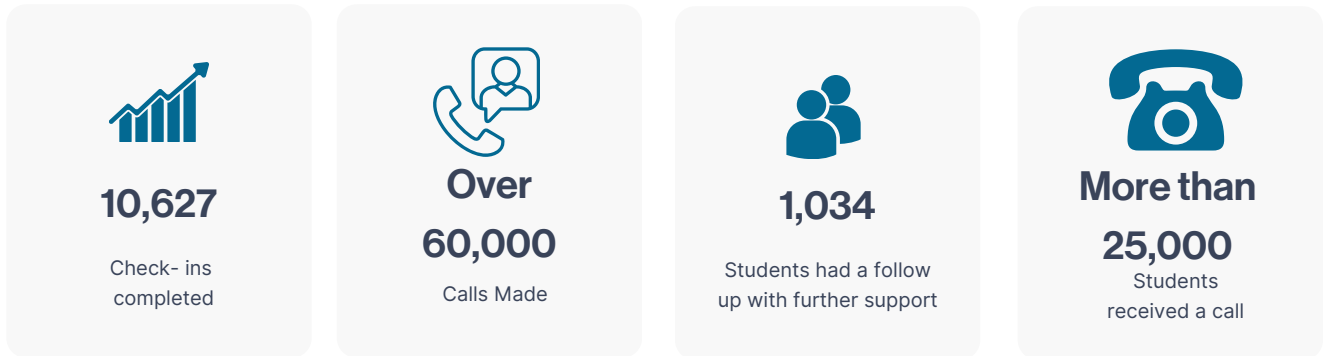 10,627
Check- ins
completed
Over
60,000
Calls Made
1,034
Students had a follow
up with further support
More than
25,000
Students
received a call